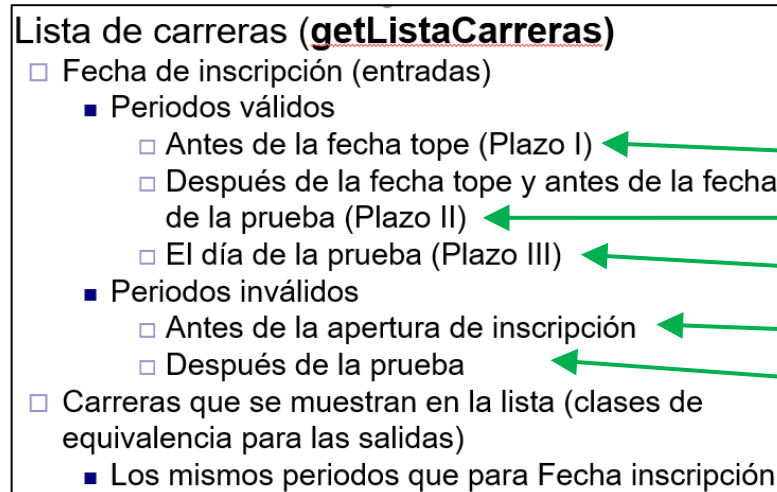 Lista de carreras (getListaCarreras)
Fecha de inscripción (entradas)
Periodos válidos
Antes de la fecha tope (Plazo I)
Después de la fecha tope y antes de la fecha
de la prueba (Plazo II)
El día de la prueba (Plazo III)
Periodos inválidos
Antes de la apertura de inscripción
Después de la prueba
Carreras que se muestran en la lista (clases de
equivalencia para las salidas)
Los mismos periodos que para Fecha inscripción